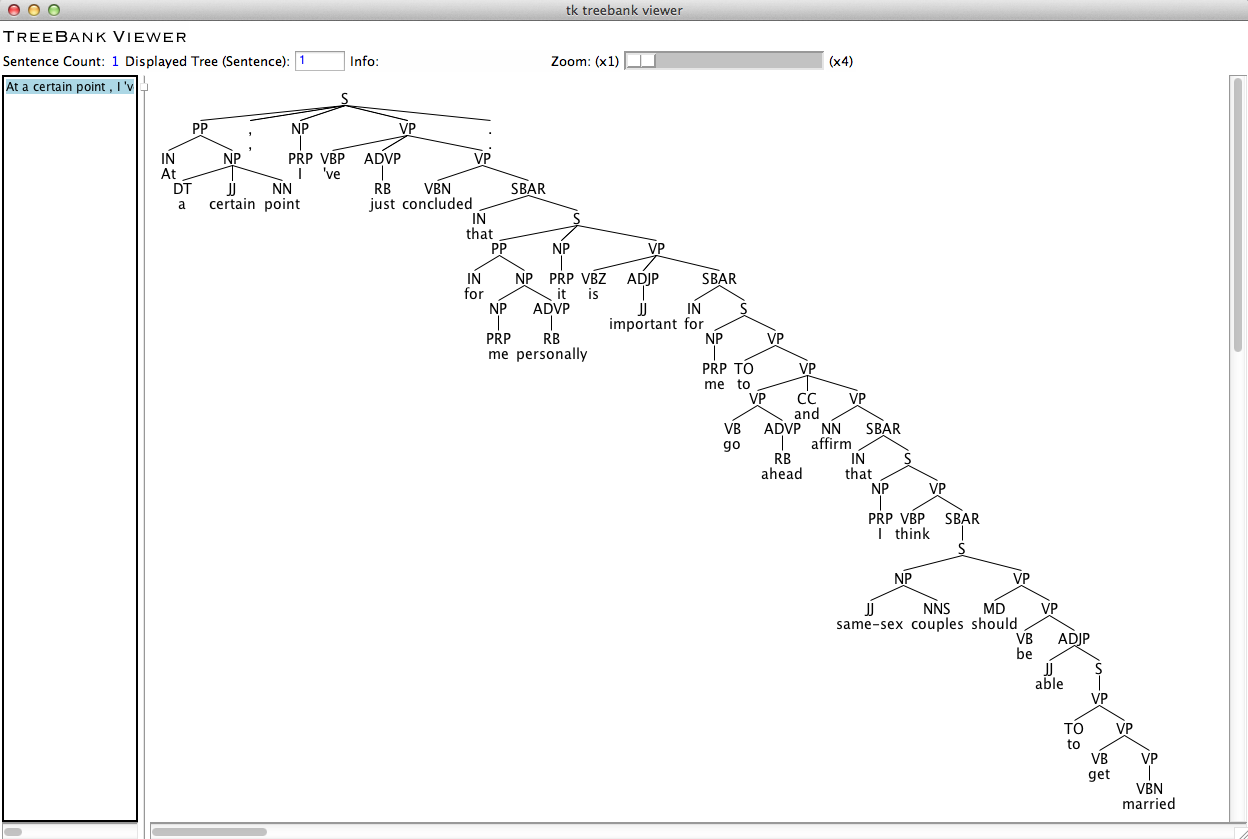 tk treebank viewer
TREEBANK VIEWER
Sentence Count: 1 Displayed Tree (Sentence): 1 Info: Zoom: (x1) (x4)
At a certain point , I 'v
S
PP , NP VP .
, .
IN NP PRP VBP ADVP VP
At I 've
DT JJ NN RB VBN SBAR
a certain point just concluded
IN S
that
PP NP VP
IN NP PRP VBZ ADJP SBAR
for it is
NP ADVP JJ IN S
important for
PRP RB NP VP
me personally
PRP TO VP
me to
VP CC VP
and
VB ADVP NN SBAR
go affirm
RB IN S
ahead that
NP VP
PRP VBP SBAR
I think
S
NP VP
JJ NNS MD VP
same-sex couples should
VB ADJP
be
JJ S
able
VP
TO VP
to
VB VP
get
VBN
married